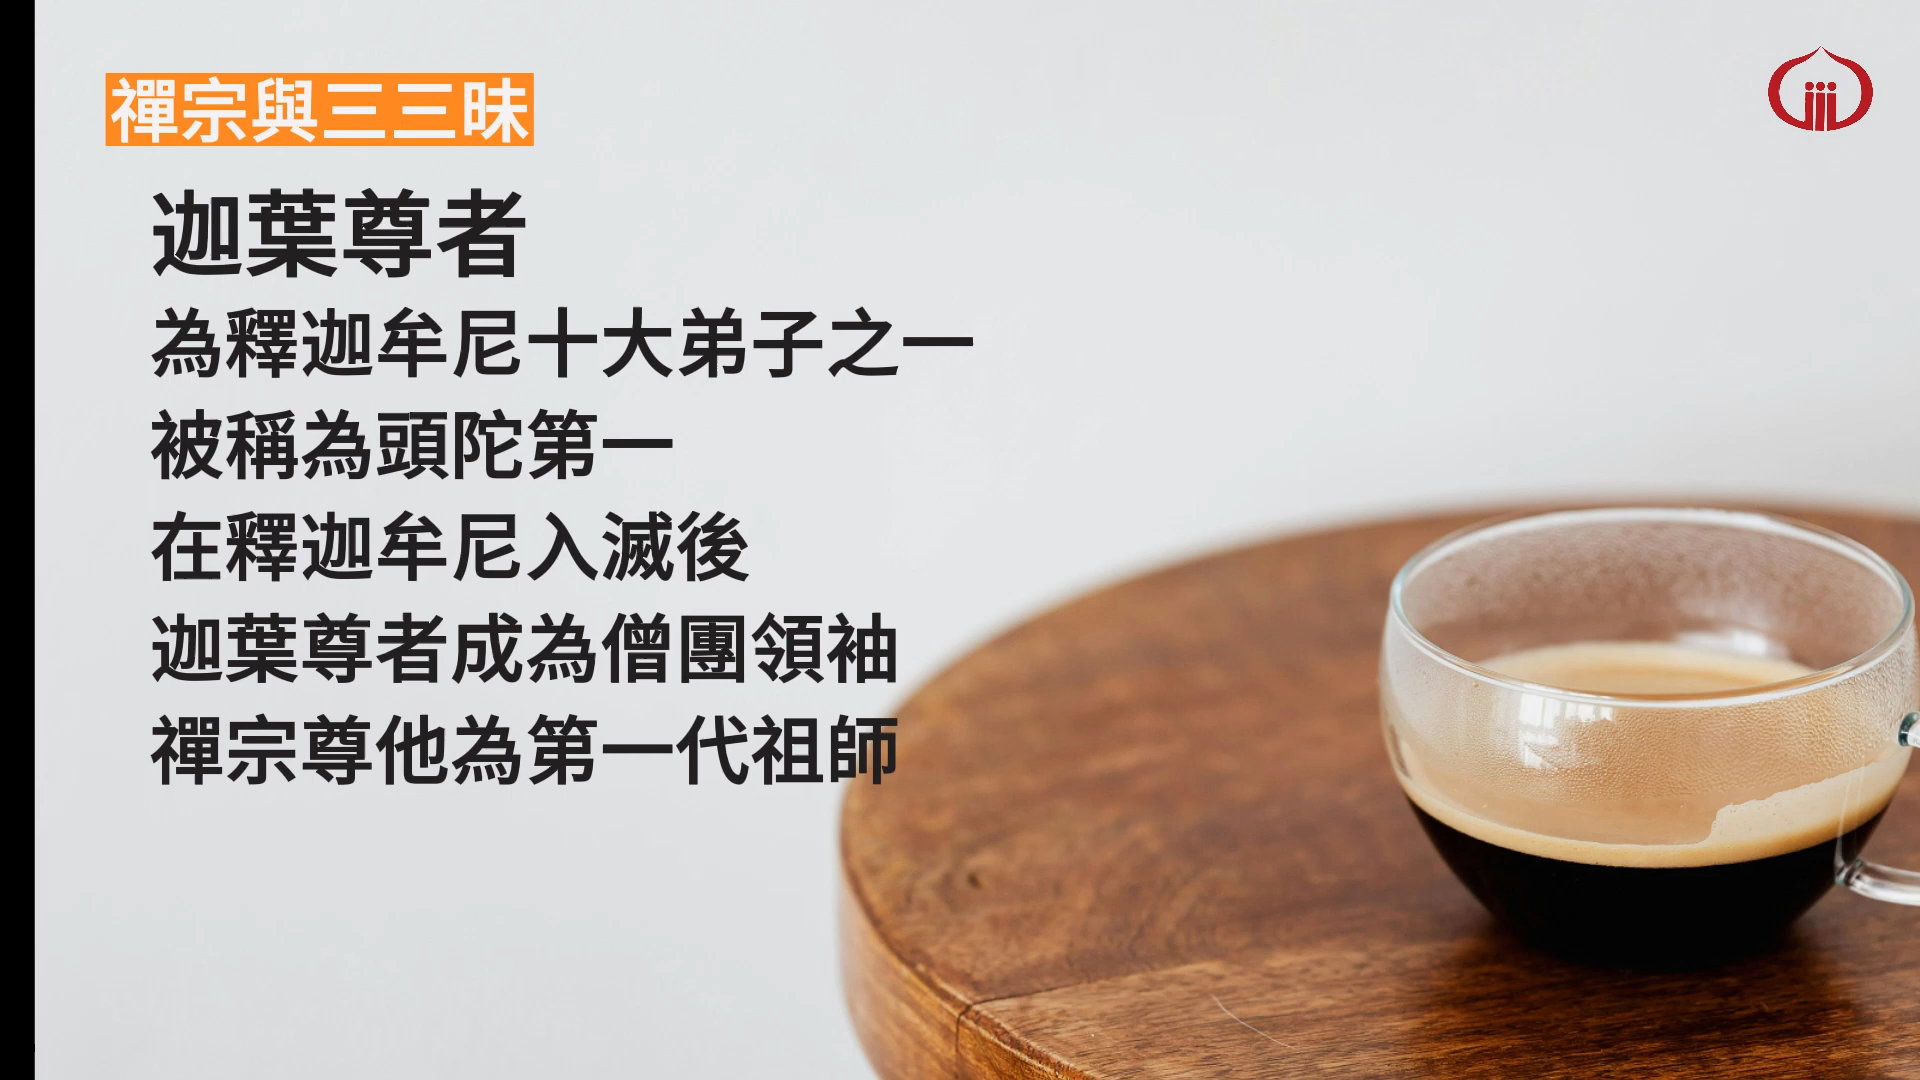 禪宗與三三昧
迦葉尊者
為釋迦牟尼十大弟子之一
被稱為頭陀第一
在釋迦牟尼入滅後
迦葉尊者成為僧團領袖
禪宗尊他為第一代祖師